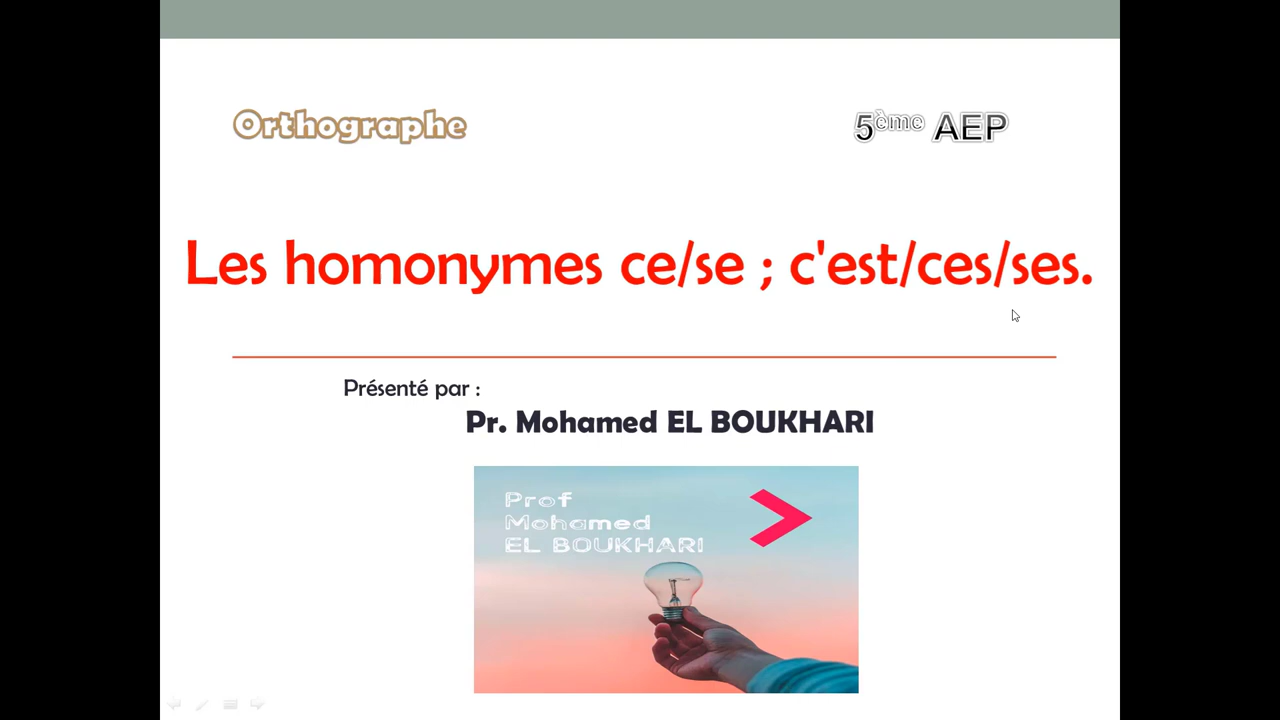 Orthographe
5ème AEP
Les homonymes ce/se ; c'est/ces/ses.
Présenté par :
Pr. Mohamed EL BOUKHARI
Prof
Mohamed
EL BOUKHARI